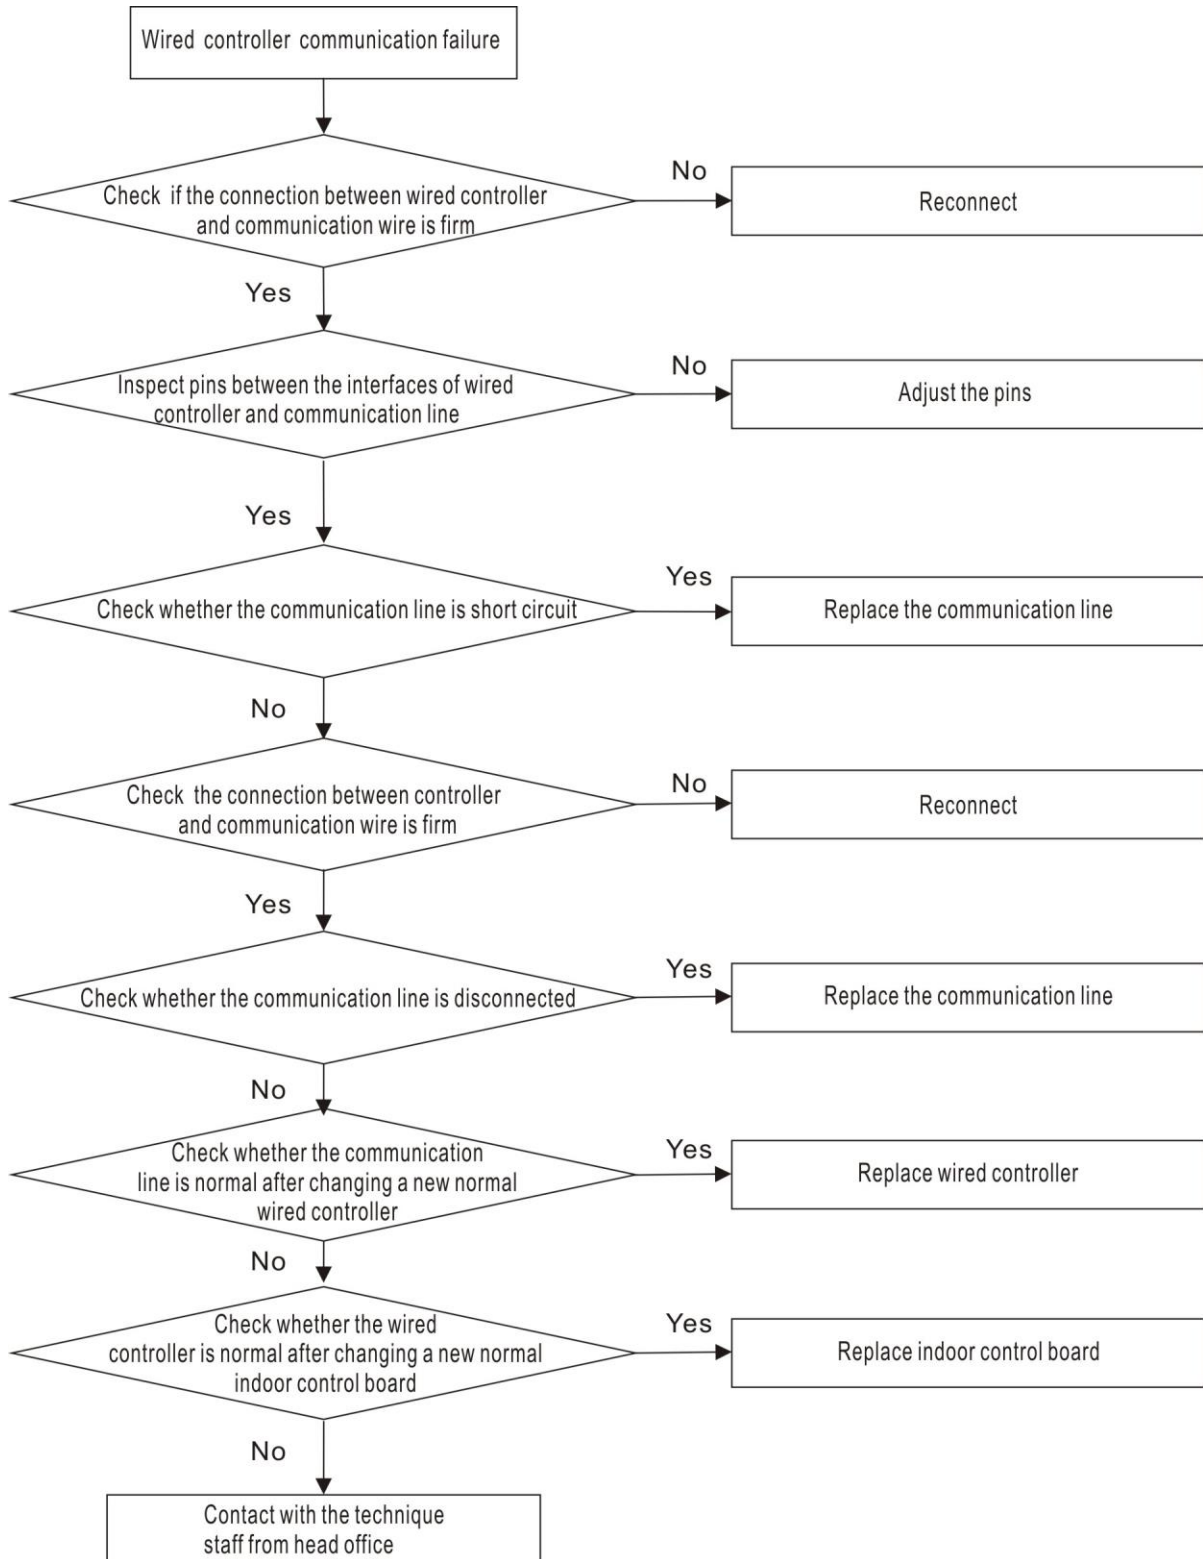 Wired controller communication failure
Check if the connection between wired controller
and communication wire is firm
No
Reconnect
Yes
Inspect pins between the interfaces of wired
controller and communication line
No
Adjust the pins
Yes
Check whether the communication line is short circuit
Yes
Replace the communication line
No
Check the connection between controller
and communication wire is firm
No
Reconnect
Yes
Check whether the communication line is disconnected
Yes
Replace the communication line
No
Check whether the communication
line is normal after changing a new normal
wired controller
Yes
Replace wired controller
No
Check whether the wired
controller is normal after changing a new normal
indoor control board
Yes
Replace indoor control board
No
Contact with the technique
staff from head office